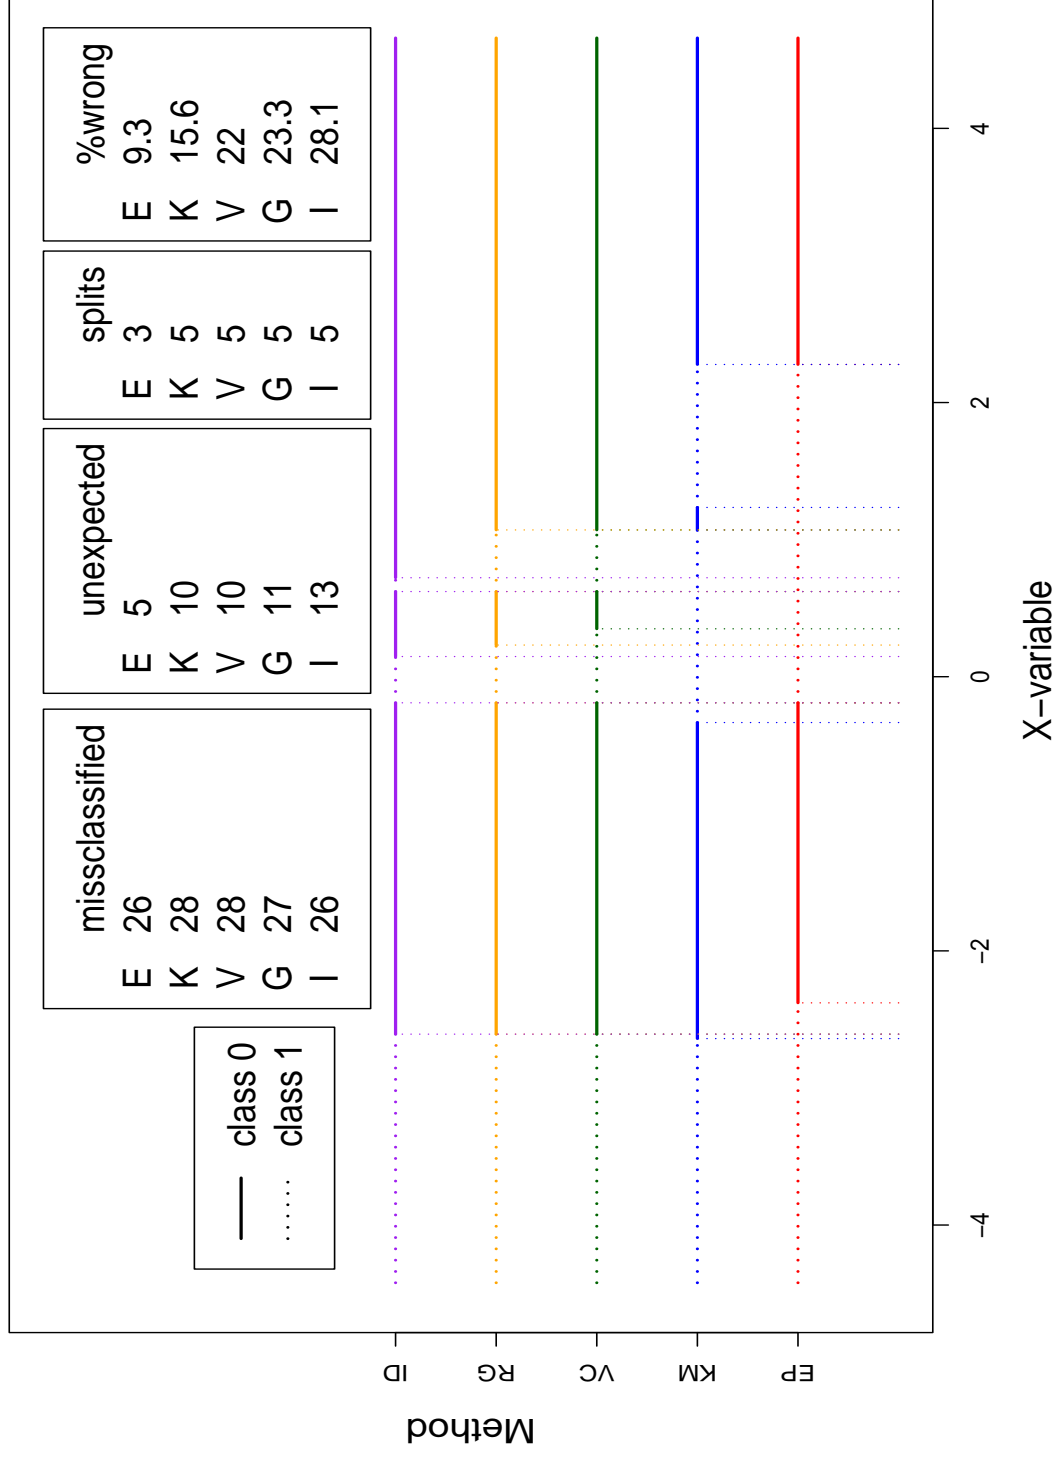 class 0
class 1
missclassified
E 26
K 28
V 28
G 27
I 26
unexpected
E 5
K 10
V 10
G 11
I 13
splits
E 3
K 5
V 5
G 5
I 5
%wrong
E 9.3
K 15.6
V 22
G 23.3
I 28.1
Method
ID
RG
VC
KM
EP
−4 −2 0 2 4
X−variable